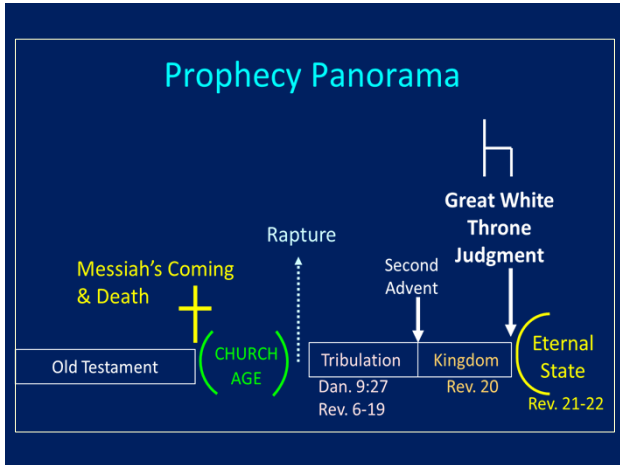 Prophecy Panorama
Great White
Throne
Judgment
Rapture
Second
Advent
Messiah's Coming
& Death
Old Testament
CHURCH
AGE
Tribulation
Kingdom
Eternal
State
Dan. 9:27
Rev. 6-19
Rev. 20
Rev. 21-22